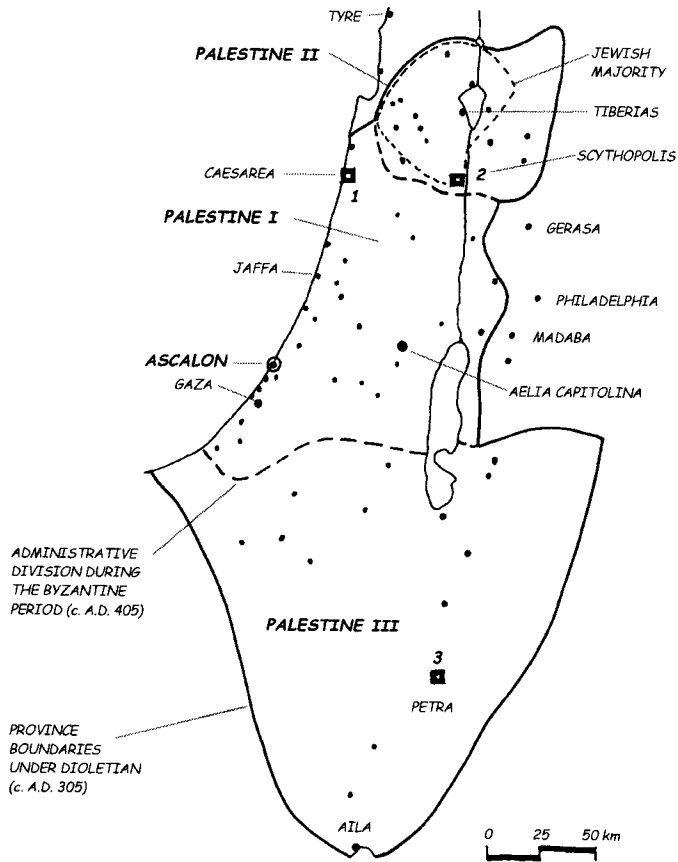 TYRE
PALESTINE II
JEWISH
MAJORITY
TIBERIAS
SCYTHOPOLIS
CAESAREA
1
2
PALESTINE I
GERASA
JAFFA
PHILADELPHIA
MADABA
ASCALON
GAZA
AELIA CAPITOLINA
ADMINISTRATIVE
DIVISION DURING
THE BYZANTINE
PERIOD (c. A.D. 405)
PALESTINE III
3
PETRA
PROVINCE
BOUNDARIES
UNDER DIOLETIAN
(c. A.D. 305)
AILA
0 25 50 km